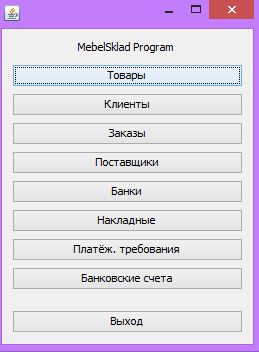 MebelSklad Program
Товары
Клиенты
Заказы
Поставщики
Банки
Накладные
Платёж. требования
Банковские счета
Выход